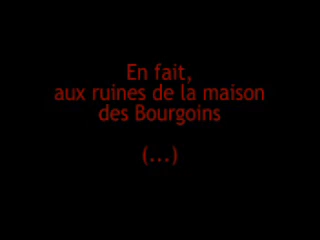 En fait,
aux ruines de la maison
des Bourgoins
(...)